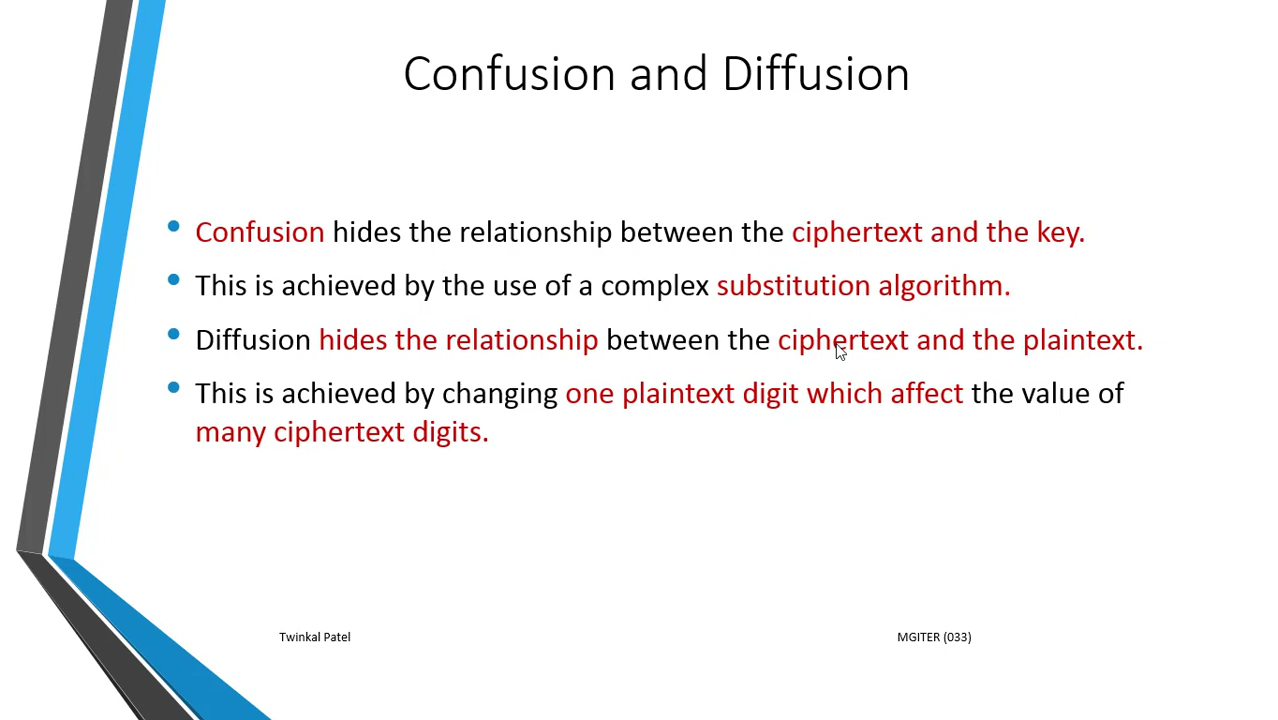 Confusion and Diffusion
• Confusion hides the relationship between the ciphertext and the key.
• This is achieved by the use of a complex substitution algorithm.
• Diffusion hides the relationship between the ciphertext and the plaintext.
• This is achieved by changing one plaintext digit which affect the value of
many ciphertext digits.
Twinkal Patel
MGITER (033)